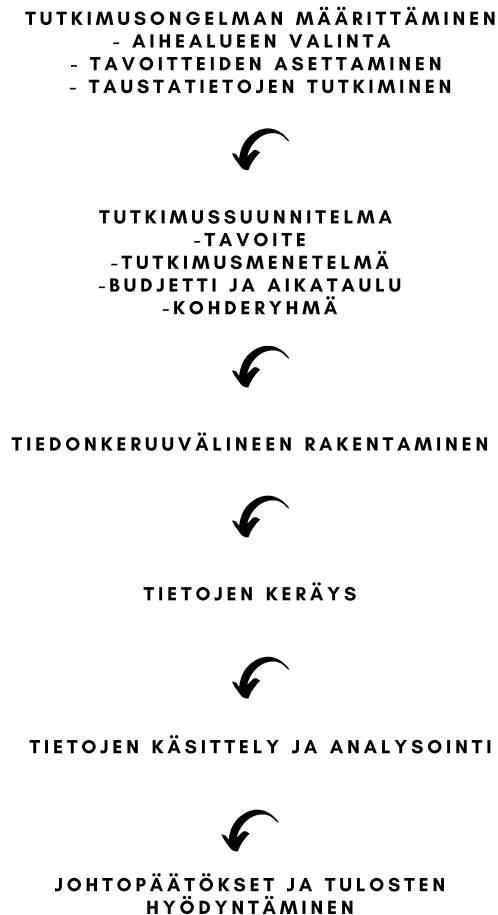 TUTKIMUSONGELMAN MÄÄRITTÄMINEN
- AIHEALUEEN VALINTA
- TAVOITTEIDEN ASETTAMINEN
- TAUSTATIETOJEN TUTKIMINEN
TUTKIMUSSUUNNITELMA
-TAVOITE
-TUTKIMUSMENETELMÄ
-BUDJETTI JA AIKATAULU
-KOHDERYHMÄ
TIEDONKERUUVÄLINEEN RAKENTAMINEN
TIETOJEN KERÄYS
TIETOJEN KÄSITTELY JA ANALYSOINTI
JOHTOPÄÄTÖKSET JA TULOSTEN
HYÖDYNTÄMINEN